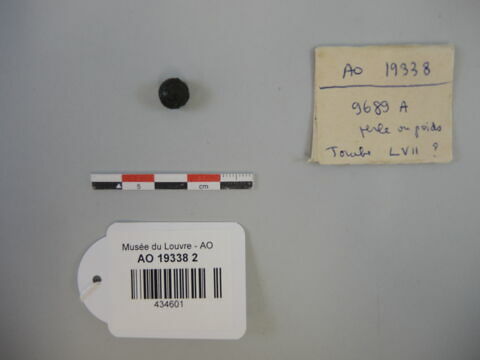 AO 19338
9689 A
perle ou poids
Tombe LVII ?
5
cm
Musée du Louvre - AO
AO 19338 2
434601